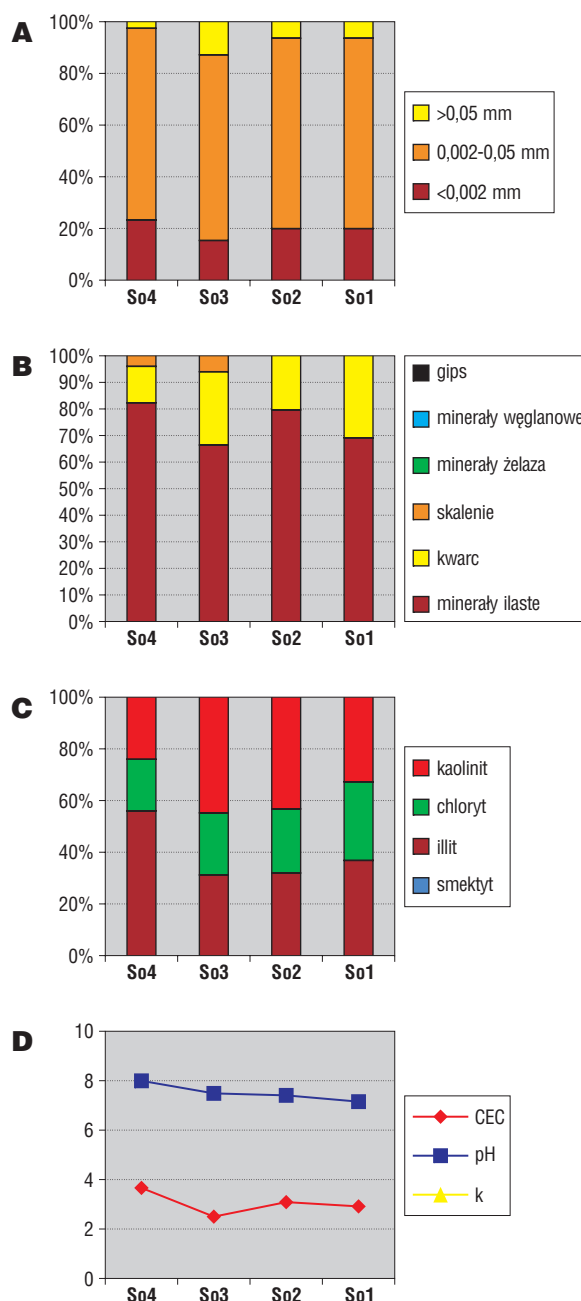 A
100%
80%
60%
40%
20%
0%
So4 So3 So2 So1
>0,05 mm
0,002-0,05 mm
<0,002 mm
B
100%
90%
80%
70%
60%
50%
40%
30%
20%
10%
0%
So4 So3 So2 So1
gips
minerały węglanowe
minerały żelaza
skalenie
kwarc
minerały ilaste
C
100%
80%
60%
40%
20%
0%
So4 So3 So2 So1
kaolinit
chloryt
illit
smektyt
D
10
8
6
4
2
0
So4 So3 So2 So1
CEC
pH
k